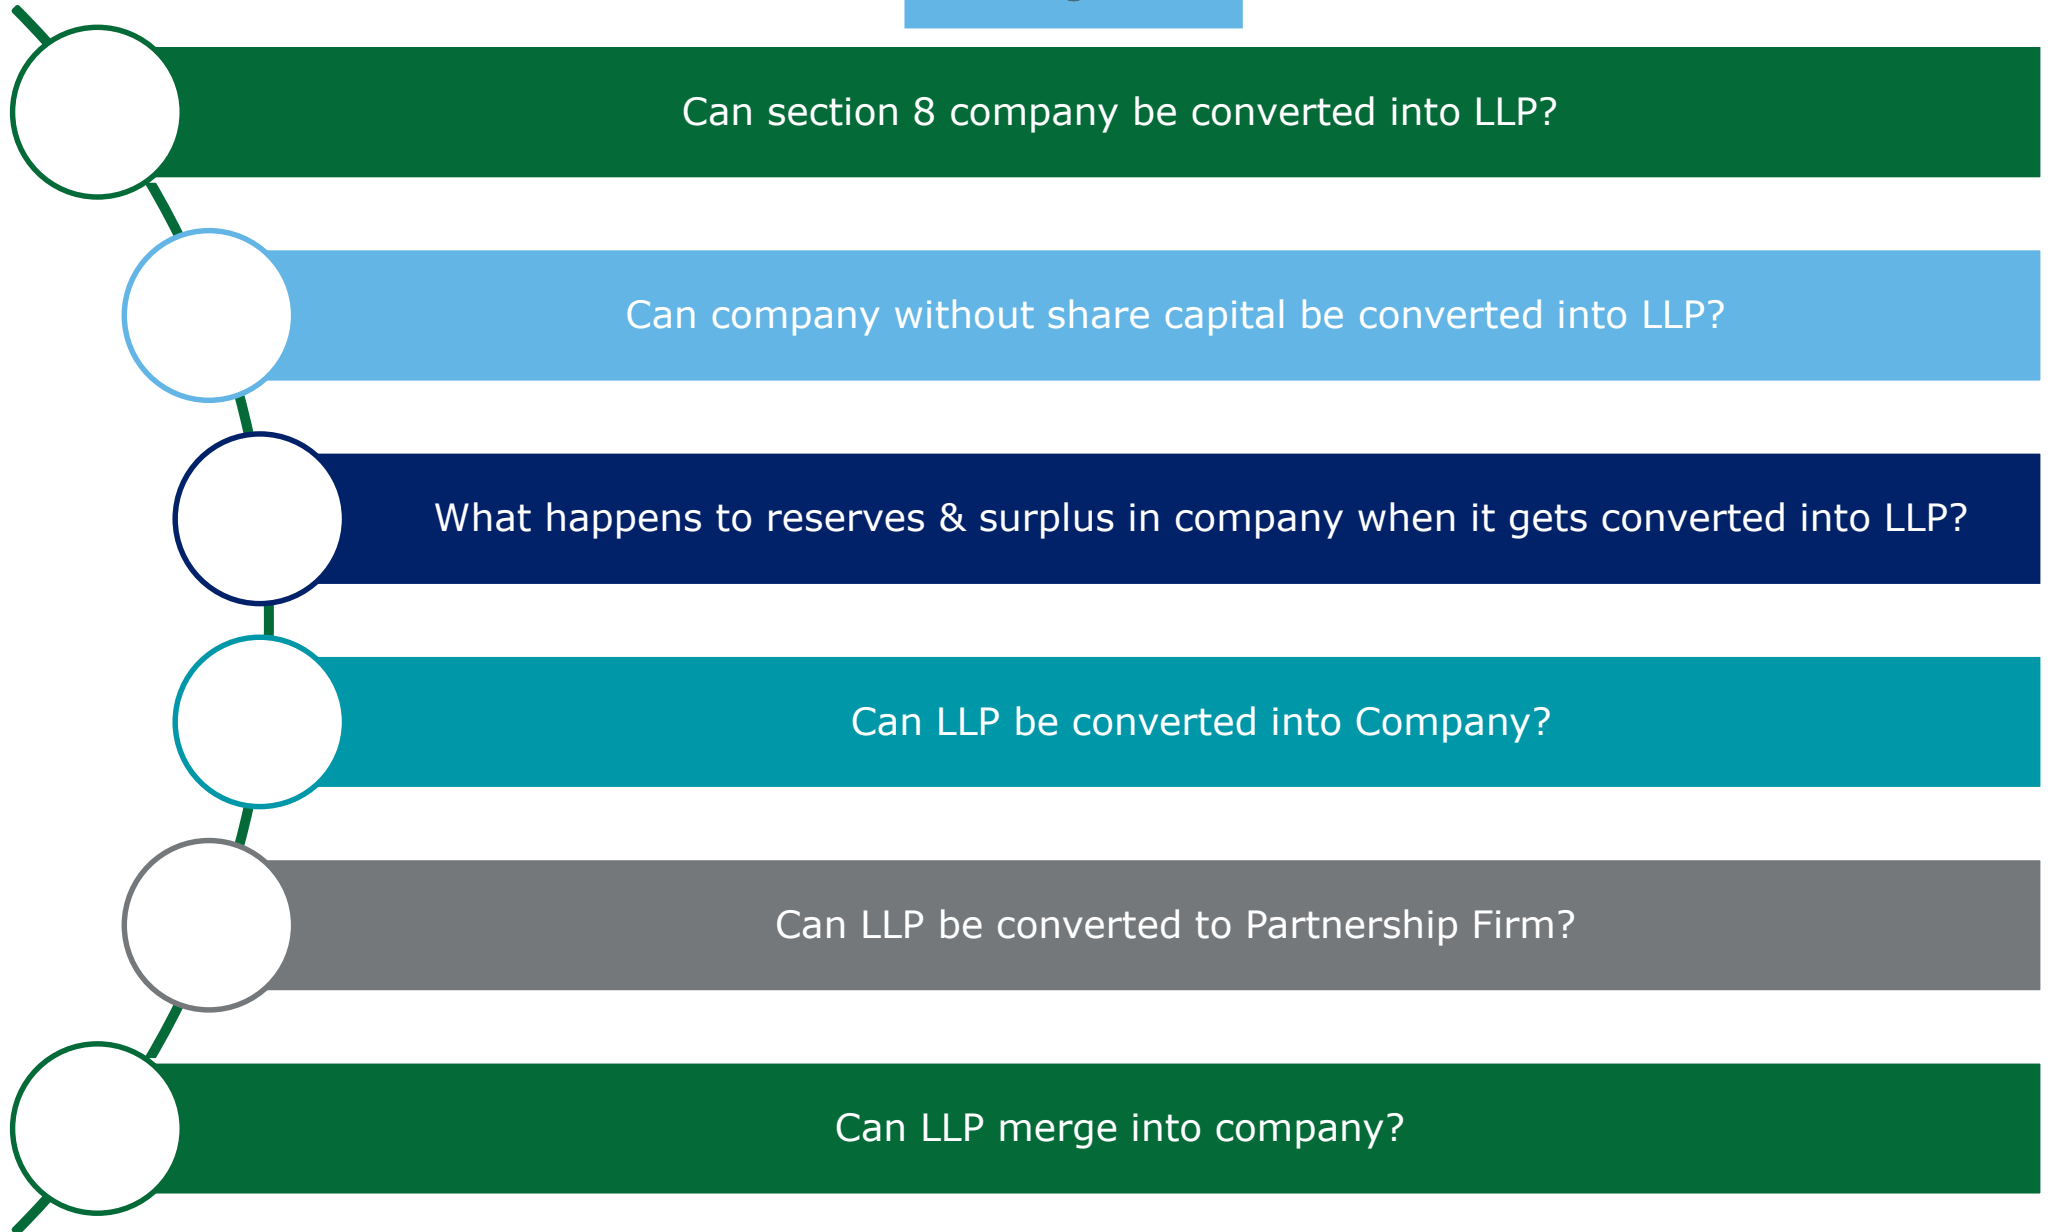 Can section 8 company be converted into LLP?
Can company without share capital be converted into LLP?
What happens to reserves & surplus in company when it gets converted into LLP?
Can LLP be converted into Company?
Can LLP be converted to Partnership Firm?
Can LLP merge into company?